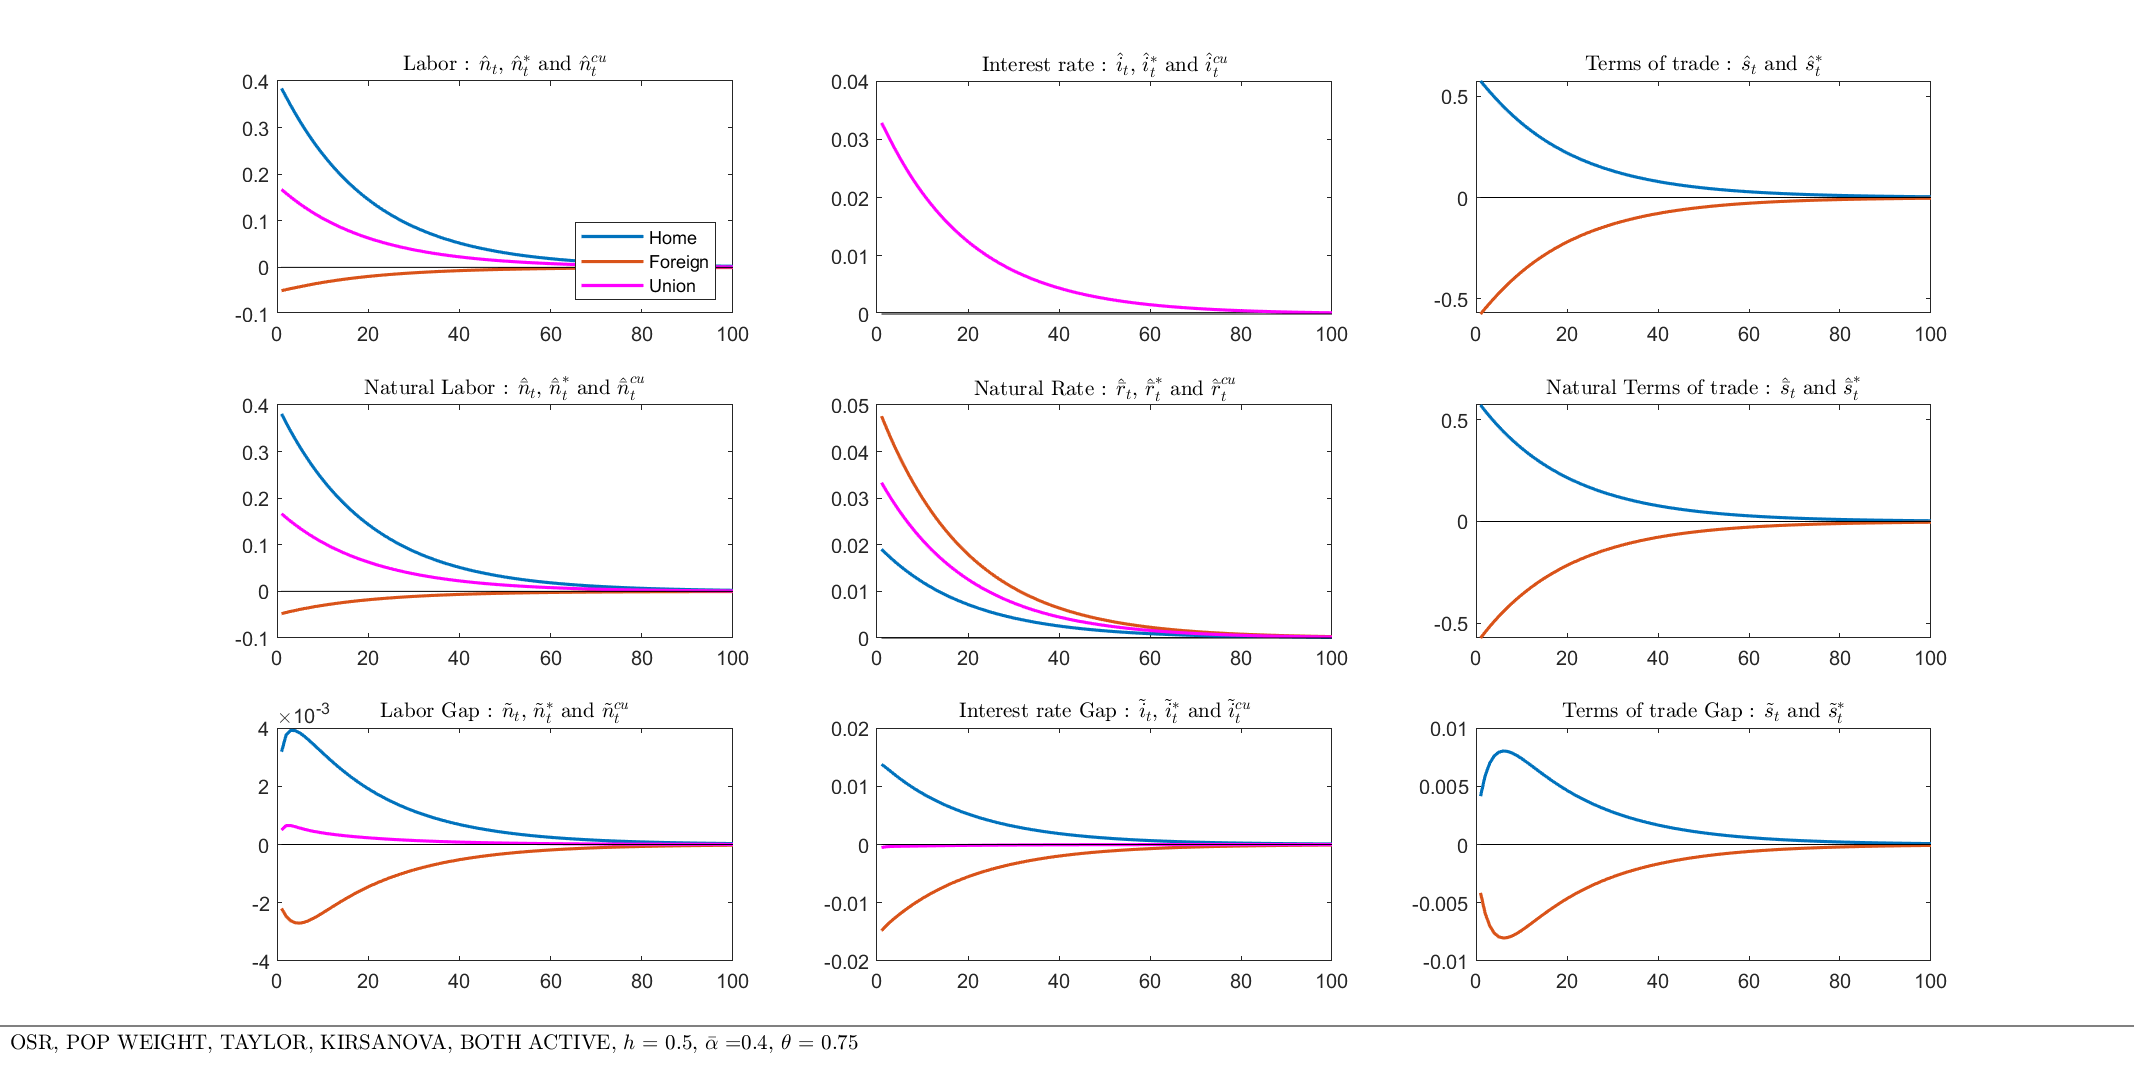 Labor : n̂ₜ, n̂ₜ* and n̂ₜᶜᵘ
0.4
0.3
0.2
0.1
0
-0.1
0 20 40 60 80 100
Home
Foreign
Union
Interest rate : îₜ, îₜ* and îₜᶜᵘ
0.04
0.03
0.02
0.01
0
0 20 40 60 80 100
Terms of trade : ŝₜ and ŝₜ*
0.5
0
-0.5
0 20 40 60 80 100
Natural Labor : n̄̂ₜ, n̄̂ₜ* and n̄̂ₜᶜᵘ
0.4
0.3
0.2
0.1
0
-0.1
0 20 40 60 80 100
Natural Rate : r̄̂ₜ, r̄̂ₜ* and r̄̂ₜᶜᵘ
0.05
0.04
0.03
0.02
0.01
0
0 20 40 60 80 100
Natural Terms of trade : s̄̂ₜ and s̄̂ₜ*
0.5
0
-0.5
0 20 40 60 80 100
Labor Gap : ñₜ, ñₜ* and ñₜᶜᵘ
×10⁻³
4
2
0
-2
-4
0 20 40 60 80 100
Interest rate Gap : ĩₜ, ĩₜ* and ĩₜᶜᵘ
0.02
0.01
0
-0.01
-0.02
0 20 40 60 80 100
Terms of trade Gap : s̃ₜ and s̃ₜ*
0.01
0.005
0
-0.005
-0.01
0 20 40 60 80 100
OSR, POP WEIGHT, TAYLOR, KIRSANOVA, BOTH ACTIVE, h = 0.5, ᾱ =0.4, θ = 0.75